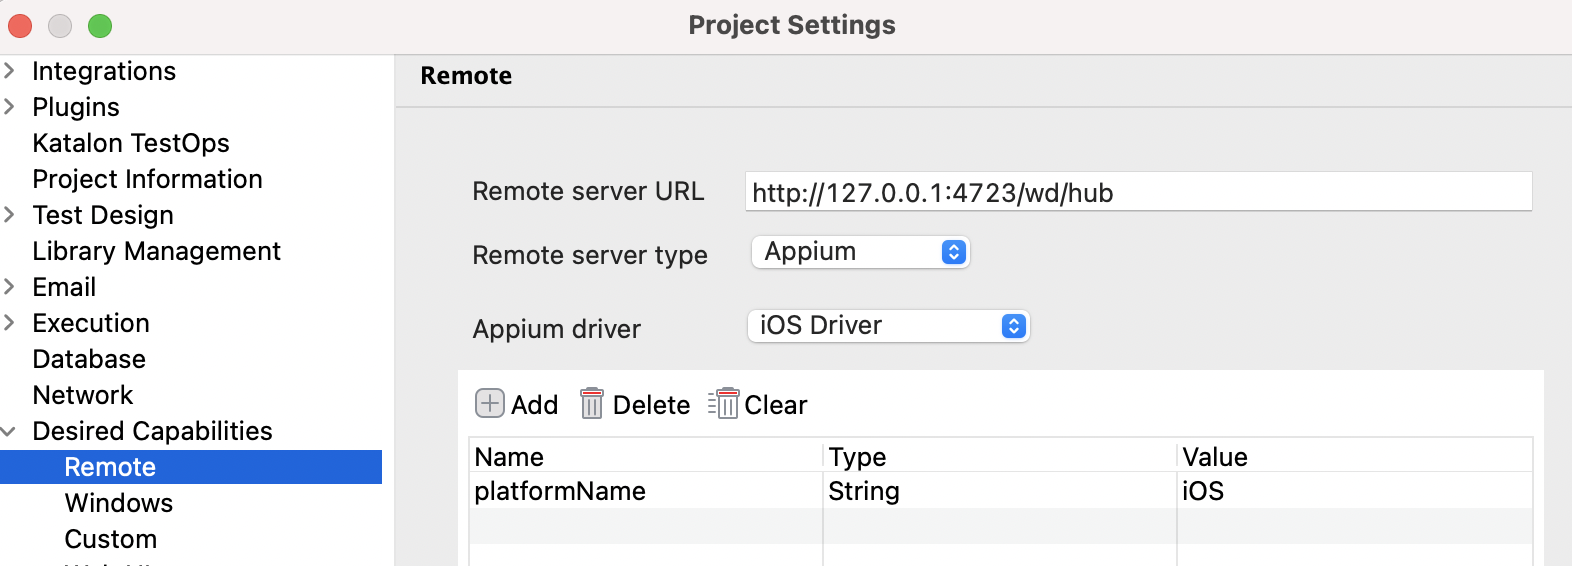 Project Settings
Integrations
Plugins
Katalon TestOps
Project Information
Test Design
Library Management
Email
Execution
Database
Network
Desired Capabilities
Remote
Windows
Custom
Remote
Remote server URL http://127.0.0.1:4723/wd/hub
Remote server type Appium
Appium driver iOS Driver
Add Delete Clear
Name Type Value
platformName String iOS